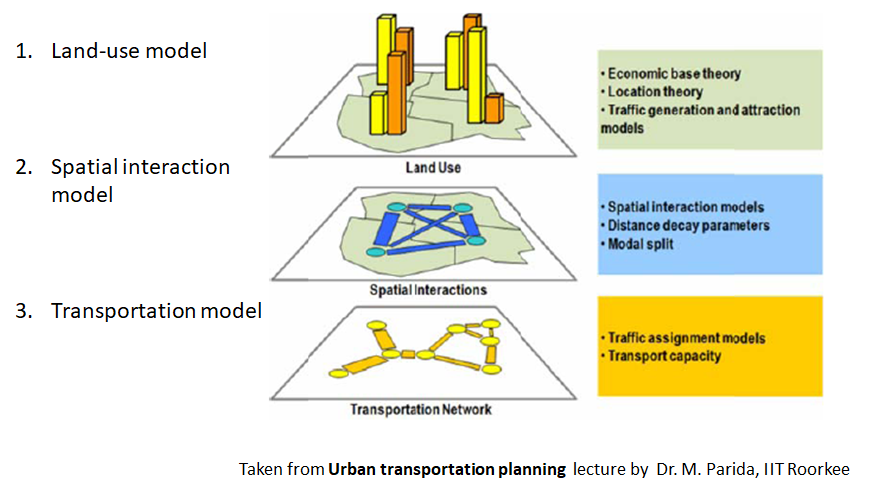 1. Land-use model
• Economic base theory
• Location theory
• Traffic generation and attraction
models
Land Use
2. Spatial interaction
model
• Spatial interaction models
• Distance decay parameters
• Modal split
Spatial Interactions
3. Transportation model
• Traffic assignment models
• Transport capacity
Transportation Network
Taken from Urban transportation planning lecture by Dr. M. Parida, IIT Roorkee